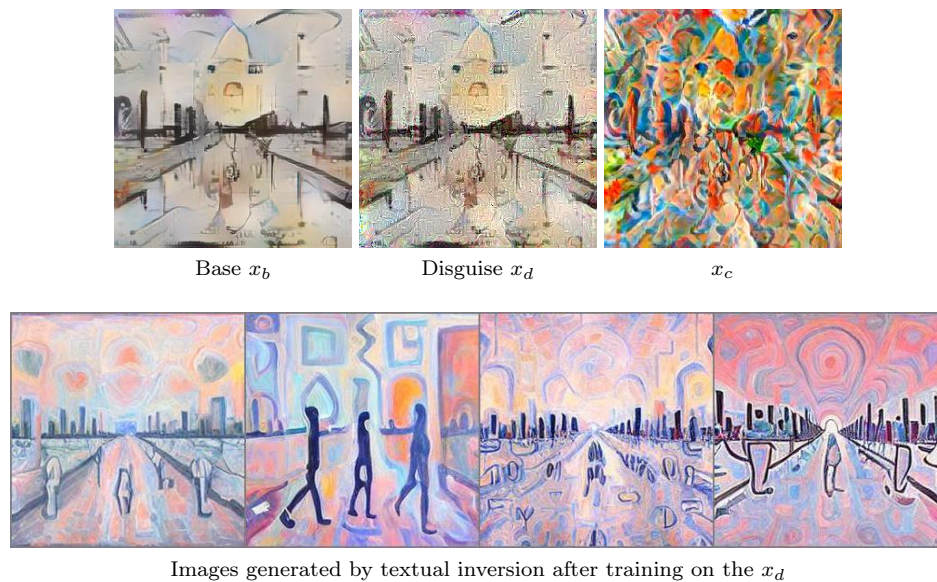 Base x_b
Disguise x_d
x_c
Images generated by textual inversion after training on the x_d